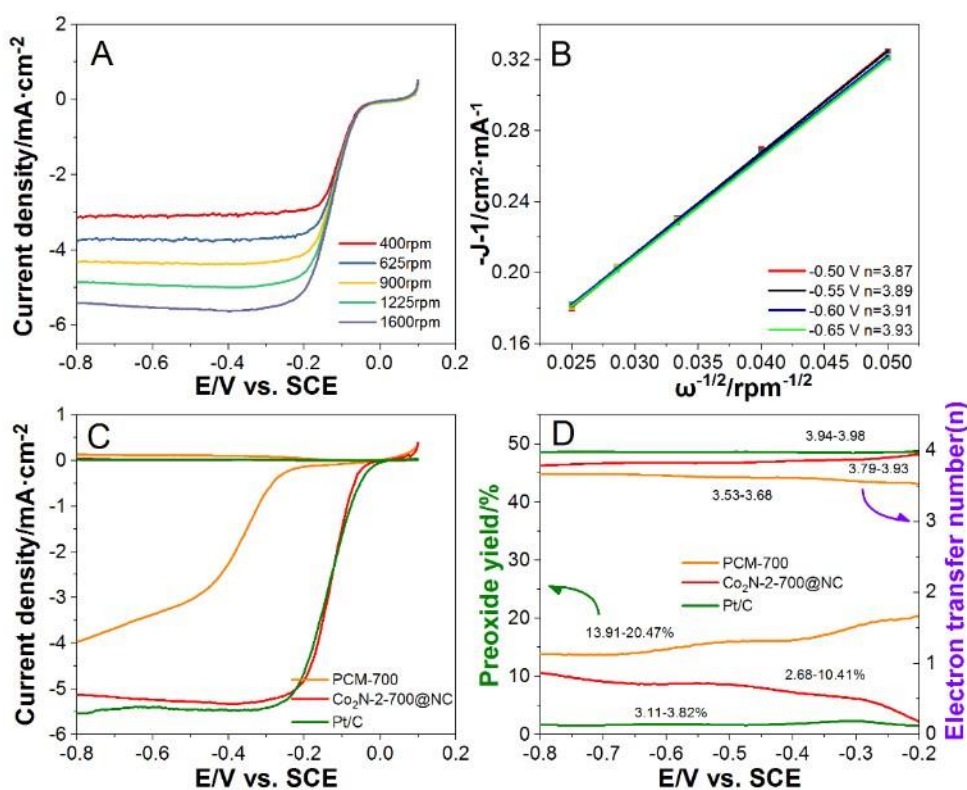 A
Current density/mA·cm-2
2
0
-2
-4
-6
400rpm
625rpm
900rpm
1225rpm
1600rpm
-0.8 -0.6 -0.4 -0.2 0.0 0.2
E/V vs. SCE
B
-J-1/cm2·mA-1
0.32
0.28
0.24
0.20
0.16
-0.50 V n=3.87
-0.55 V n=3.89
-0.60 V n=3.91
-0.65 V n=3.93
0.025 0.030 0.035 0.040 0.045 0.050
ω-1/2/rpm-1/2
C
Current density/mA·cm-2
1
0
-1
-2
-3
-4
-5
-6
PCM-700
Co2N-2-700@NC
Pt/C
-0.8 -0.6 -0.4 -0.2 0.0 0.2
E/V vs. SCE
D
Preoxide yield/%
50
40
30
20
10
0
3.94-3.98
3.79-3.93
3.53-3.68
PCM-700
Co2N-2-700@NC
Pt/C
13.91-20.47%
2.68-10.41%
3.11-3.82%
4
3
2
1
0
Electron transfer number(n)
-0.8 -0.7 -0.6 -0.5 -0.4 -0.3 -0.2
E/V vs. SCE